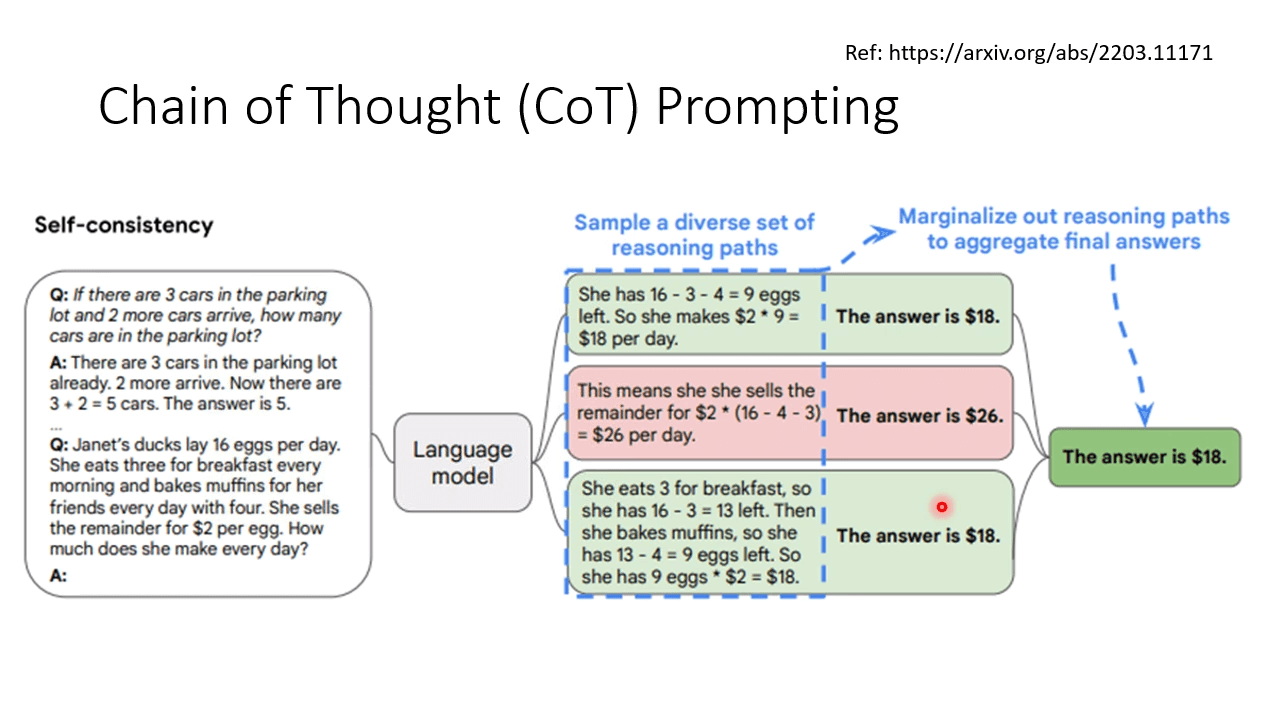 Ref: https://arxiv.org/abs/2203.11171
Chain of Thought (CoT) Prompting
Self-consistency
Q: If there are 3 cars in the parking
lot and 2 more cars arrive, how many
cars are in the parking lot?
A: There are 3 cars in the parking lot
already. 2 more arrive. Now there are
3 + 2 = 5 cars. The answer is 5.
...
Q: Janet’s ducks lay 16 eggs per day.
She eats three for breakfast every
morning and bakes muffins for her
friends every day with four. She sells
the remainder for $2 per egg. How
much does she make every day?
A:
Language
model
Sample a diverse set of
reasoning paths
Marginalize out reasoning paths
to aggregate final answers
She has 16 - 3 - 4 = 9 eggs
left. So she makes $2 * 9 =
$18 per day.
The answer is $18.
This means she she sells the
remainder for $2 * (16 - 4 - 3)
= $26 per day.
The answer is $26.
She eats 3 for breakfast, so
she has 16 - 3 = 13 left. Then
she bakes muffins, so she
has 13 - 4 = 9 eggs left. So
she has 9 eggs * $2 = $18.
The answer is $18.
The answer is $18.